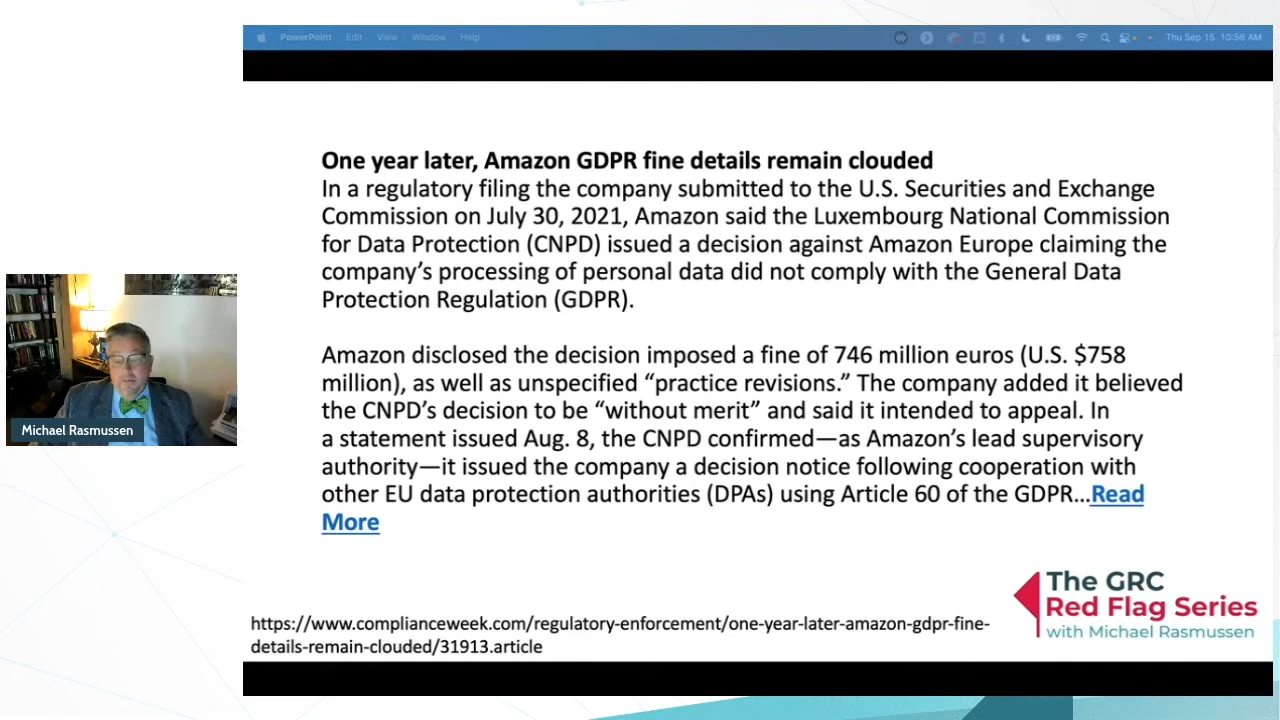 PowerPoint Edit View Window Help Thu Sep 15 10:56 AM
One year later, Amazon GDPR fine details remain clouded
In a regulatory filing the company submitted to the U.S. Securities and Exchange
Commission on July 30, 2021, Amazon said the Luxembourg National Commission
for Data Protection (CNPD) issued a decision against Amazon Europe claiming the
company’s processing of personal data did not comply with the General Data
Protection Regulation (GDPR).
Amazon disclosed the decision imposed a fine of 746 million euros (U.S. $758
million), as well as unspecified “practice revisions.” The company added it believed
the CNPD’s decision to be “without merit” and said it intended to appeal. In
a statement issued Aug. 8, the CNPD confirmed—as Amazon’s lead supervisory
authority—it issued the company a decision notice following cooperation with
other EU data protection authorities (DPAs) using Article 60 of the GDPR...Read
More
Michael Rasmussen
The GRC
Red Flag Series
with Michael Rasmussen
https://www.complianceweek.com/regulatory-enforcement/one-year-later-amazon-gdpr-fine-
details-remain-clouded/31913.article